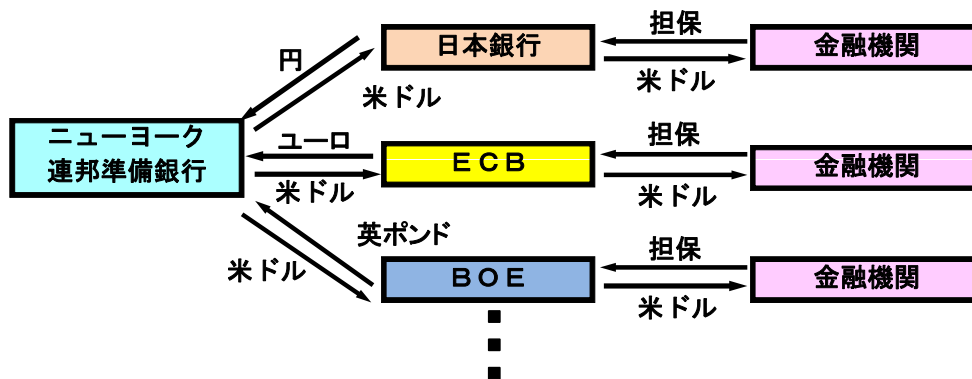 日本銀行
担保
金融機関
円
米ドル
米ドル
ニューヨーク
連邦準備銀行
ユーロ
ＥＣＢ
担保
金融機関
米ドル
米ドル
英ポンド
米ドル
ＢＯＥ
担保
金融機関
米ドル